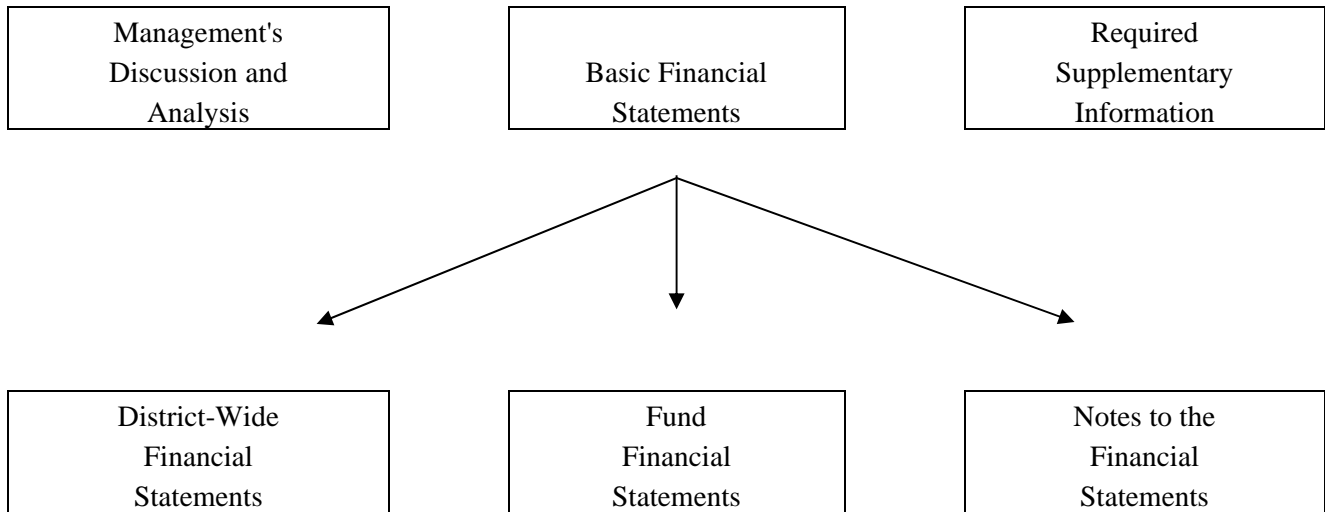 Management's
Discussion and
Analysis
Basic Financial
Statements
Required
Supplementary
Information
District-Wide
Financial
Statements
Fund
Financial
Statements
Notes to the
Financial
Statements